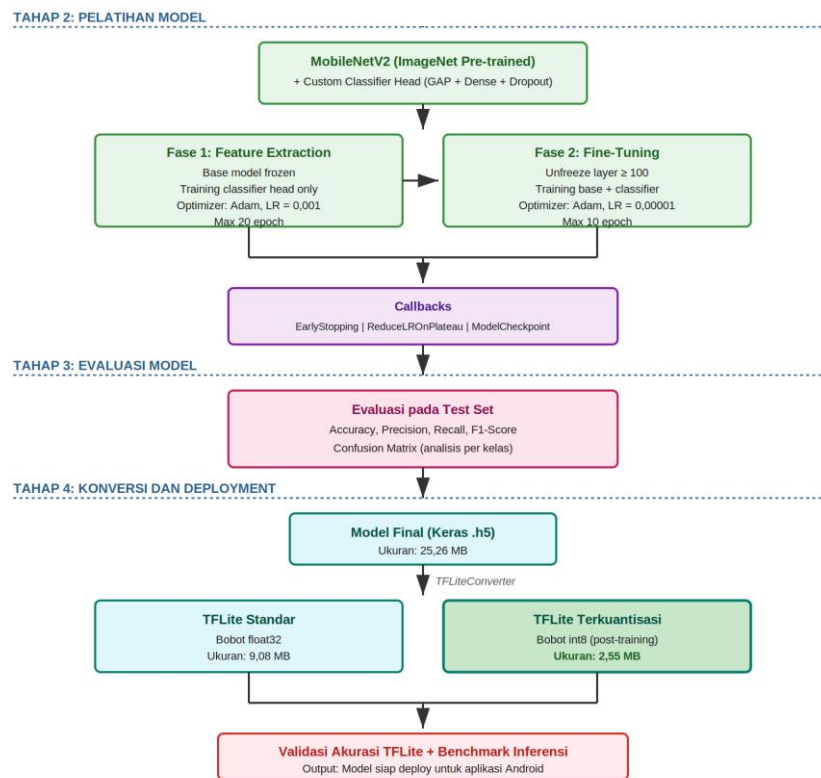 TAHAP 2: PELATIHAN MODEL
MobileNetV2 (ImageNet Pre-trained)
+ Custom Classifier Head (GAP + Dense + Dropout)
Fase 1: Feature Extraction
Base model frozen
Training classifier head only
Optimizer: Adam, LR = 0,001
Max 20 epoch
Fase 2: Fine-Tuning
Unfreeze layer ≥ 100
Training base + classifier
Optimizer: Adam, LR = 0,00001
Max 10 epoch
Callbacks
EarlyStopping | ReduceLROnPlateau | ModelCheckpoint
TAHAP 3: EVALUASI MODEL
Evaluasi pada Test Set
Accuracy, Precision, Recall, F1-Score
Confusion Matrix (analisis per kelas)
TAHAP 4: KONVERSI DAN DEPLOYMENT
Model Final (Keras .h5)
Ukuran: 25,26 MB
TFLiteConverter
TFLite Standar
Bobot float32
Ukuran: 9,08 MB
TFLite Terkuantisasi
Bobot int8 (post-training)
Ukuran: 2,55 MB
Validasi Akurasi TFLite + Benchmark Inferensi
Output: Model siap deploy untuk aplikasi Android